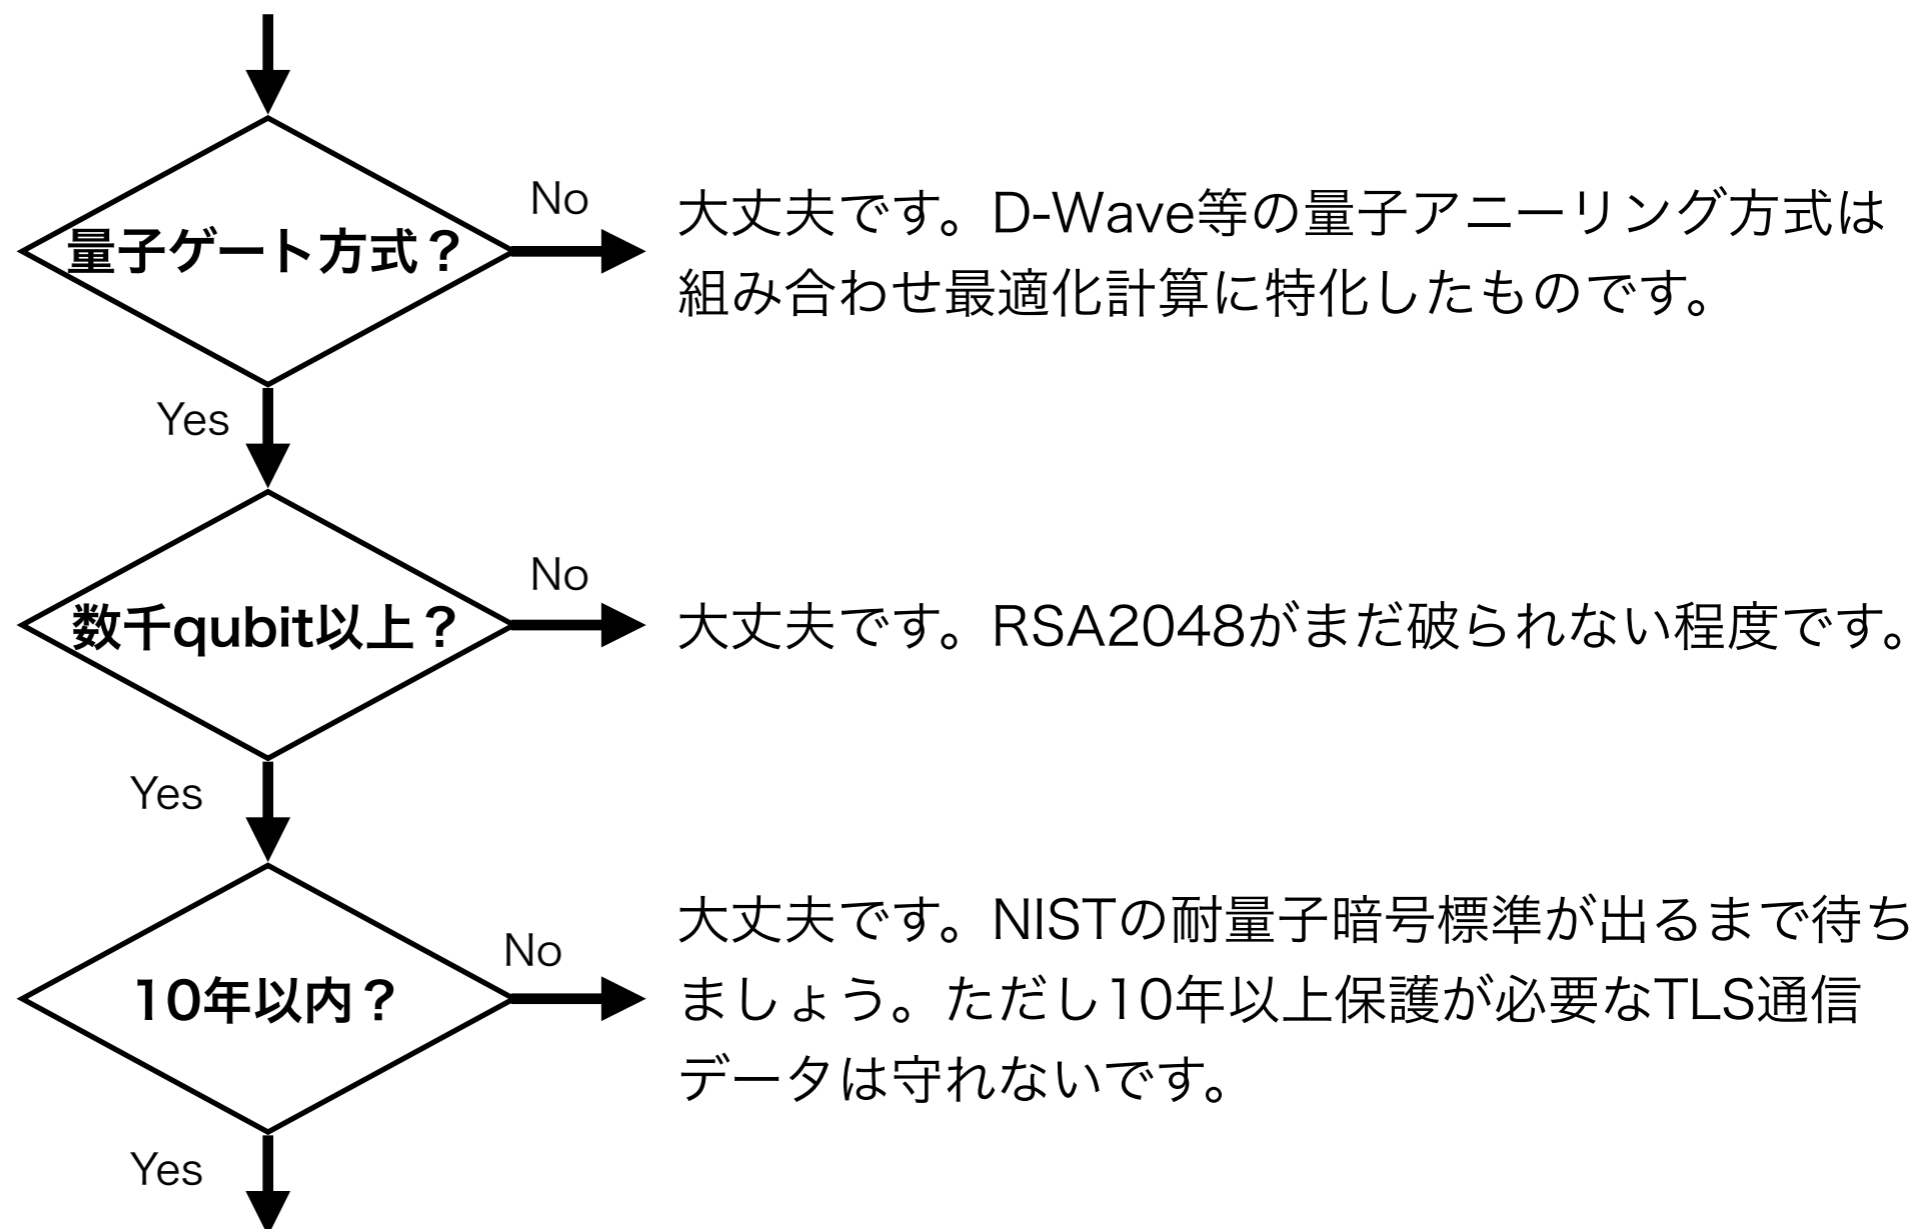 量子ゲート方式？
No
大丈夫です。D-Wave等の量子アニーリング方式は
組み合わせ最適化計算に特化したものです。
Yes
数千qubit以上？
No
大丈夫です。RSA2048がまだ破られない程度です。
Yes
10年以内？
No
大丈夫です。NISTの耐量子暗号標準が出るまで待ち
ましょう。ただし10年以上保護が必要なTLS通信
データは守れないです。
Yes